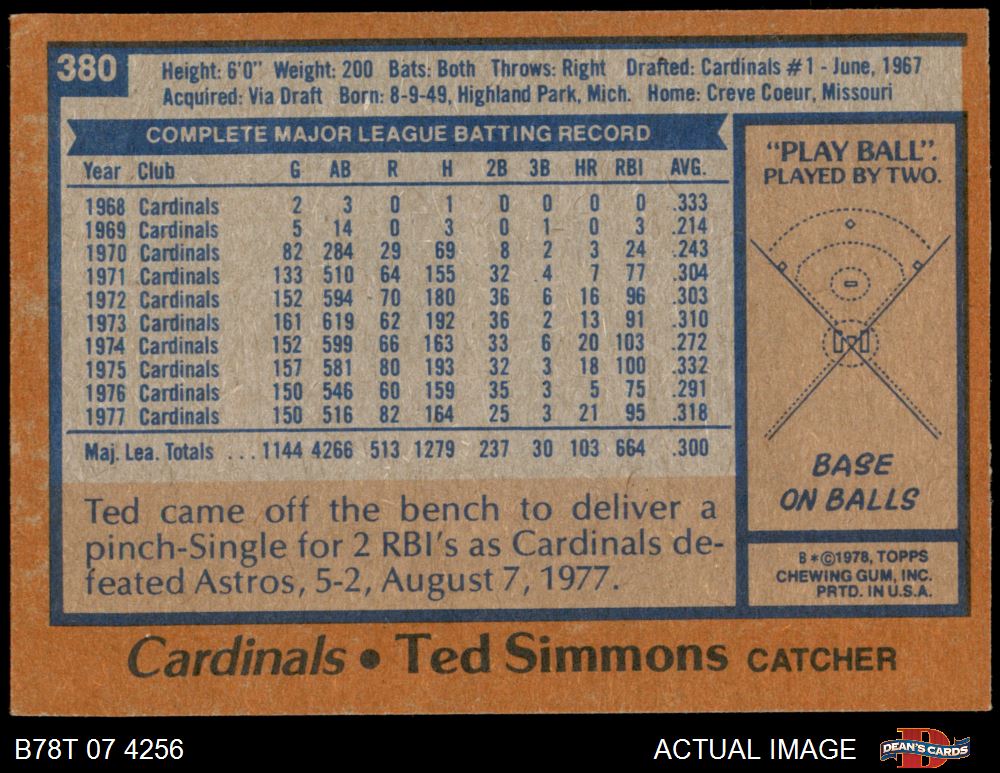 380
Height: 6'0" Weight: 200 Bats: Both Throws: Right Drafted: Cardinals #1 - June, 1967
Acquired: Via Draft Born: 8-9-49, Highland Park, Mich. Home: Creve Coeur, Missouri
COMPLETE MAJOR LEAGUE BATTING RECORD
Year Club G AB R H 2B 3B HR RBI AVG.
1968 Cardinals 2 3 0 1 0 0 0 0 .333
1969 Cardinals 5 14 0 3 0 1 0 3 .214
1970 Cardinals 82 284 29 69 8 2 3 24 .243
1971 Cardinals 133 510 64 155 32 4 7 77 .304
1972 Cardinals 152 594 70 180 36 6 16 96 .303
1973 Cardinals 161 619 62 192 36 2 13 91 .310
1974 Cardinals 152 599 66 163 33 6 20 103 .272
1975 Cardinals 157 581 80 193 32 3 18 100 .332
1976 Cardinals 150 546 60 159 35 3 5 75 .291
1977 Cardinals 150 516 82 164 25 3 21 95 .318
Maj. Lea. Totals ... 1144 4266 513 1279 237 30 103 664 .300
Ted came off the bench to deliver a
pinch-Single for 2 RBI's as Cardinals de-
feated Astros, 5-2, August 7, 1977.
"PLAY BALL".
PLAYED BY TWO.
BASE
ON BALLS
B*©1978, TOPPS
CHEWING GUM, INC.
PRTD. IN U.S.A.
Cardinals • Ted Simmons CATCHER
B78T 07 4256
ACTUAL IMAGE
DEAN'S CARDS